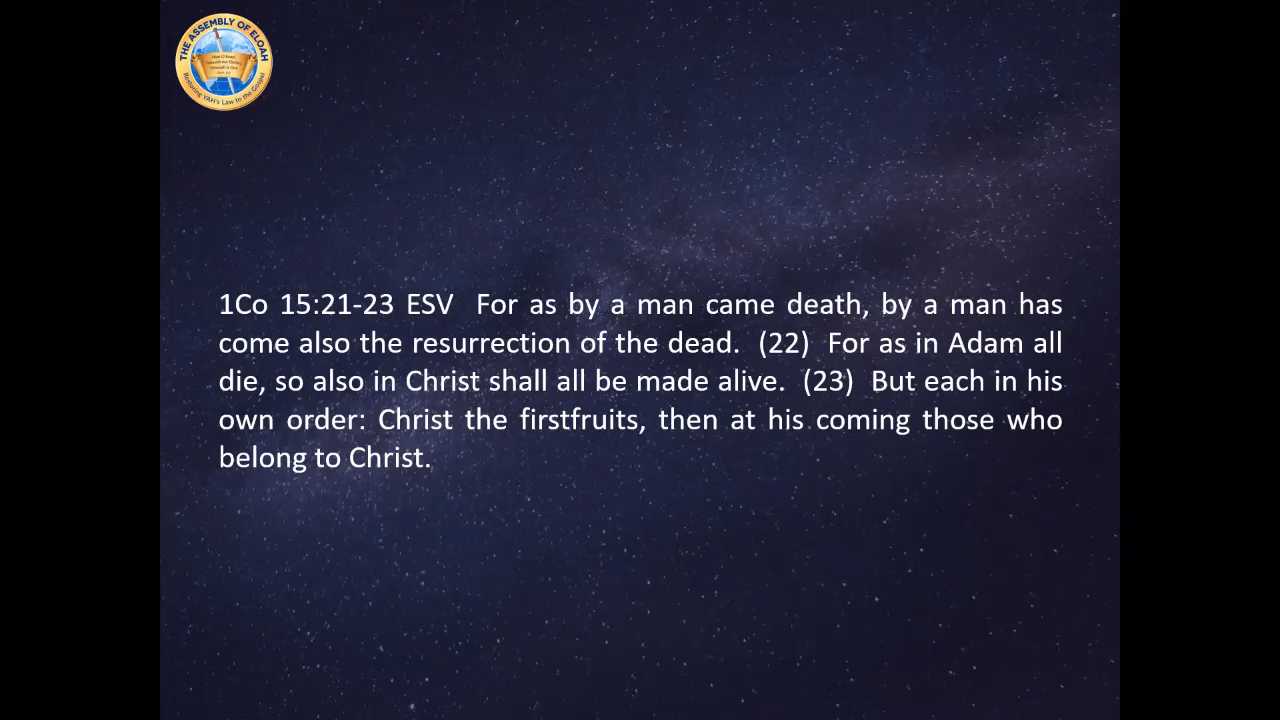 THE ASSEMBLY OF ELOAH
Restoring YAH's Law to the Gospel
1Co 15:21-23 ESV For as by a man came death, by a man has
come also the resurrection of the dead. (22) For as in Adam all
die, so also in Christ shall all be made alive. (23) But each in his
own order: Christ the firstfruits, then at his coming those who
belong to Christ.